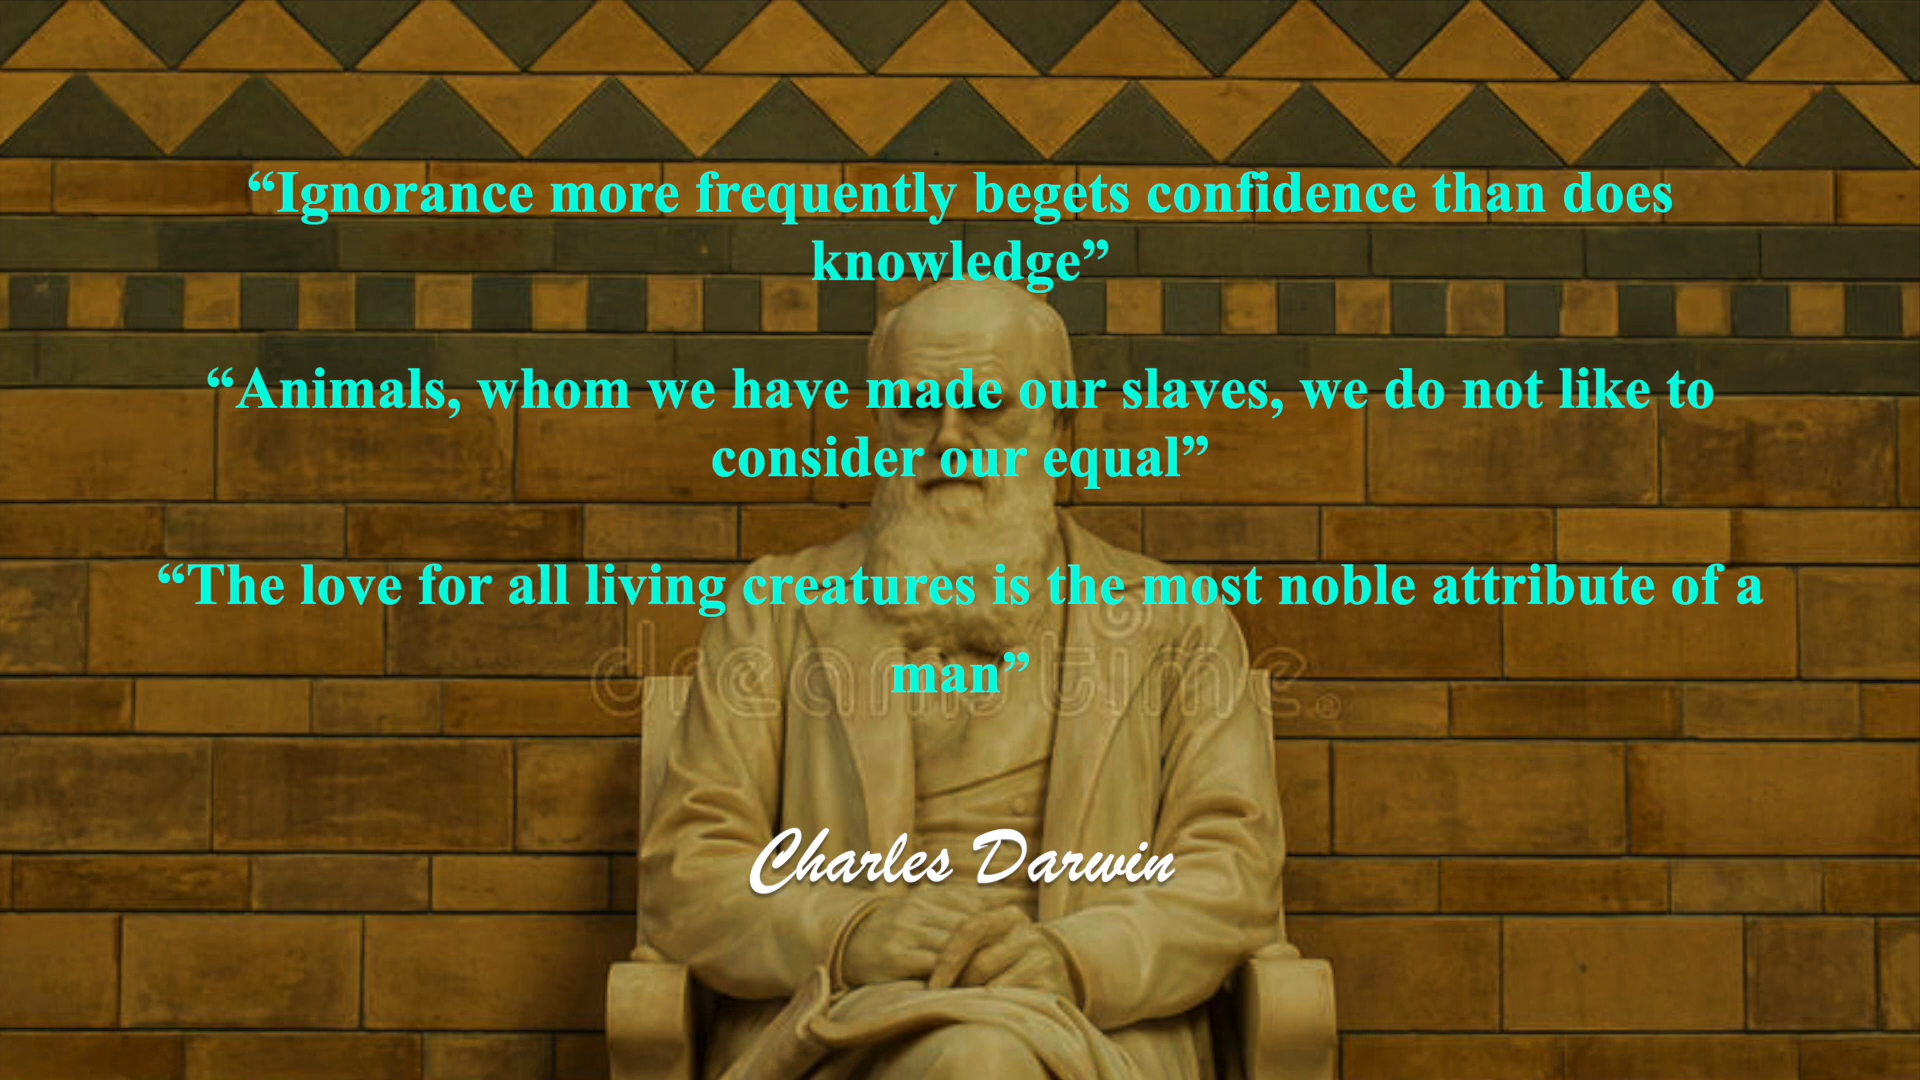 “Ignorance more frequently begets confidence than does
knowledge”
“Animals, whom we have made our slaves, we do not like to
consider our equal”
“The love for all living creatures is the most noble attribute of a
man”
dreamstime.
Charles Darwin